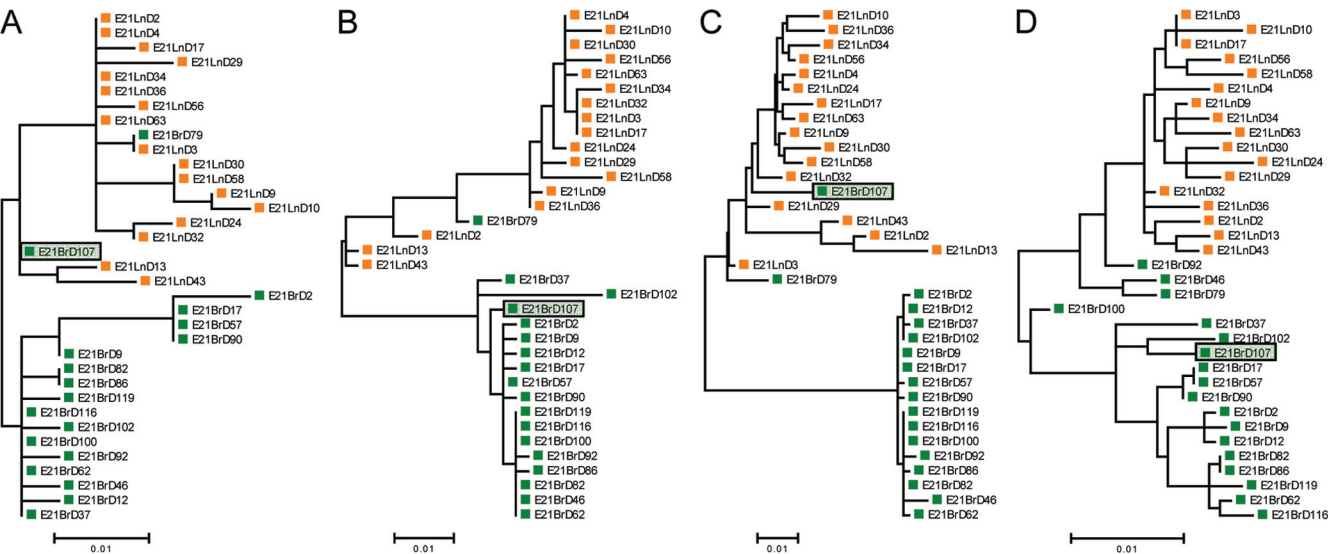 A
E21LnD2
E21LnD4
E21LnD17
E21LnD29
E21LnD34
E21LnD36
E21LnD56
E21LnD63
E21BrD79
E21LnD3
E21LnD30
E21LnD58
E21LnD9
E21LnD10
E21LnD24
E21LnD32
E21BrD107
E21LnD13
E21LnD43
E21BrD2
E21BrD17
E21BrD57
E21BrD90
E21BrD9
E21BrD82
E21BrD86
E21BrD119
E21BrD116
E21BrD102
E21BrD100
E21BrD92
E21BrD62
E21BrD46
E21BrD12
E21BrD37
0.01
B
E21LnD4
E21LnD10
E21LnD30
E21LnD56
E21LnD63
E21LnD34
E21LnD32
E21LnD3
E21LnD17
E21LnD24
E21LnD29
E21LnD58
E21LnD9
E21LnD36
E21BrD79
E21LnD2
E21LnD13
E21LnD43
E21BrD37
E21BrD102
E21BrD107
E21BrD2
E21BrD9
E21BrD12
E21BrD17
E21BrD57
E21BrD90
E21BrD119
E21BrD116
E21BrD100
E21BrD92
E21BrD86
E21BrD82
E21BrD46
E21BrD62
0.01
C
E21LnD10
E21LnD36
E21LnD34
E21LnD56
E21LnD4
E21LnD24
E21LnD17
E21LnD63
E21LnD9
E21LnD30
E21LnD58
E21LnD32
E21BrD107
E21LnD29
E21LnD43
E21LnD2
E21LnD13
E21LnD3
E21BrD79
E21BrD2
E21BrD12
E21BrD37
E21BrD102
E21BrD9
E21BrD17
E21BrD57
E21BrD90
E21BrD119
E21BrD116
E21BrD100
E21BrD92
E21BrD86
E21BrD82
E21BrD46
E21BrD62
0.01
D
E21LnD3
E21LnD10
E21LnD17
E21LnD56
E21LnD58
E21LnD4
E21LnD9
E21LnD34
E21LnD63
E21LnD30
E21LnD24
E21LnD29
E21LnD32
E21LnD36
E21LnD2
E21LnD13
E21LnD43
E21BrD92
E21BrD46
E21BrD79
E21BrD100
E21BrD37
E21BrD102
E21BrD107
E21BrD17
E21BrD57
E21BrD90
E21BrD2
E21BrD9
E21BrD12
E21BrD82
E21BrD86
E21BrD119
E21BrD62
E21BrD116
0.01